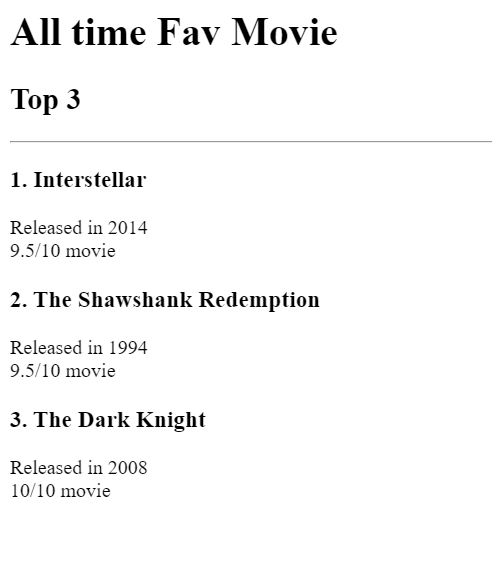 All time Fav Movie
Top 3
1. Interstellar
Released in 2014
9.5/10 movie
2. The Shawshank Redemption
Released in 1994
9.5/10 movie
3. The Dark Knight
Released in 2008
10/10 movie